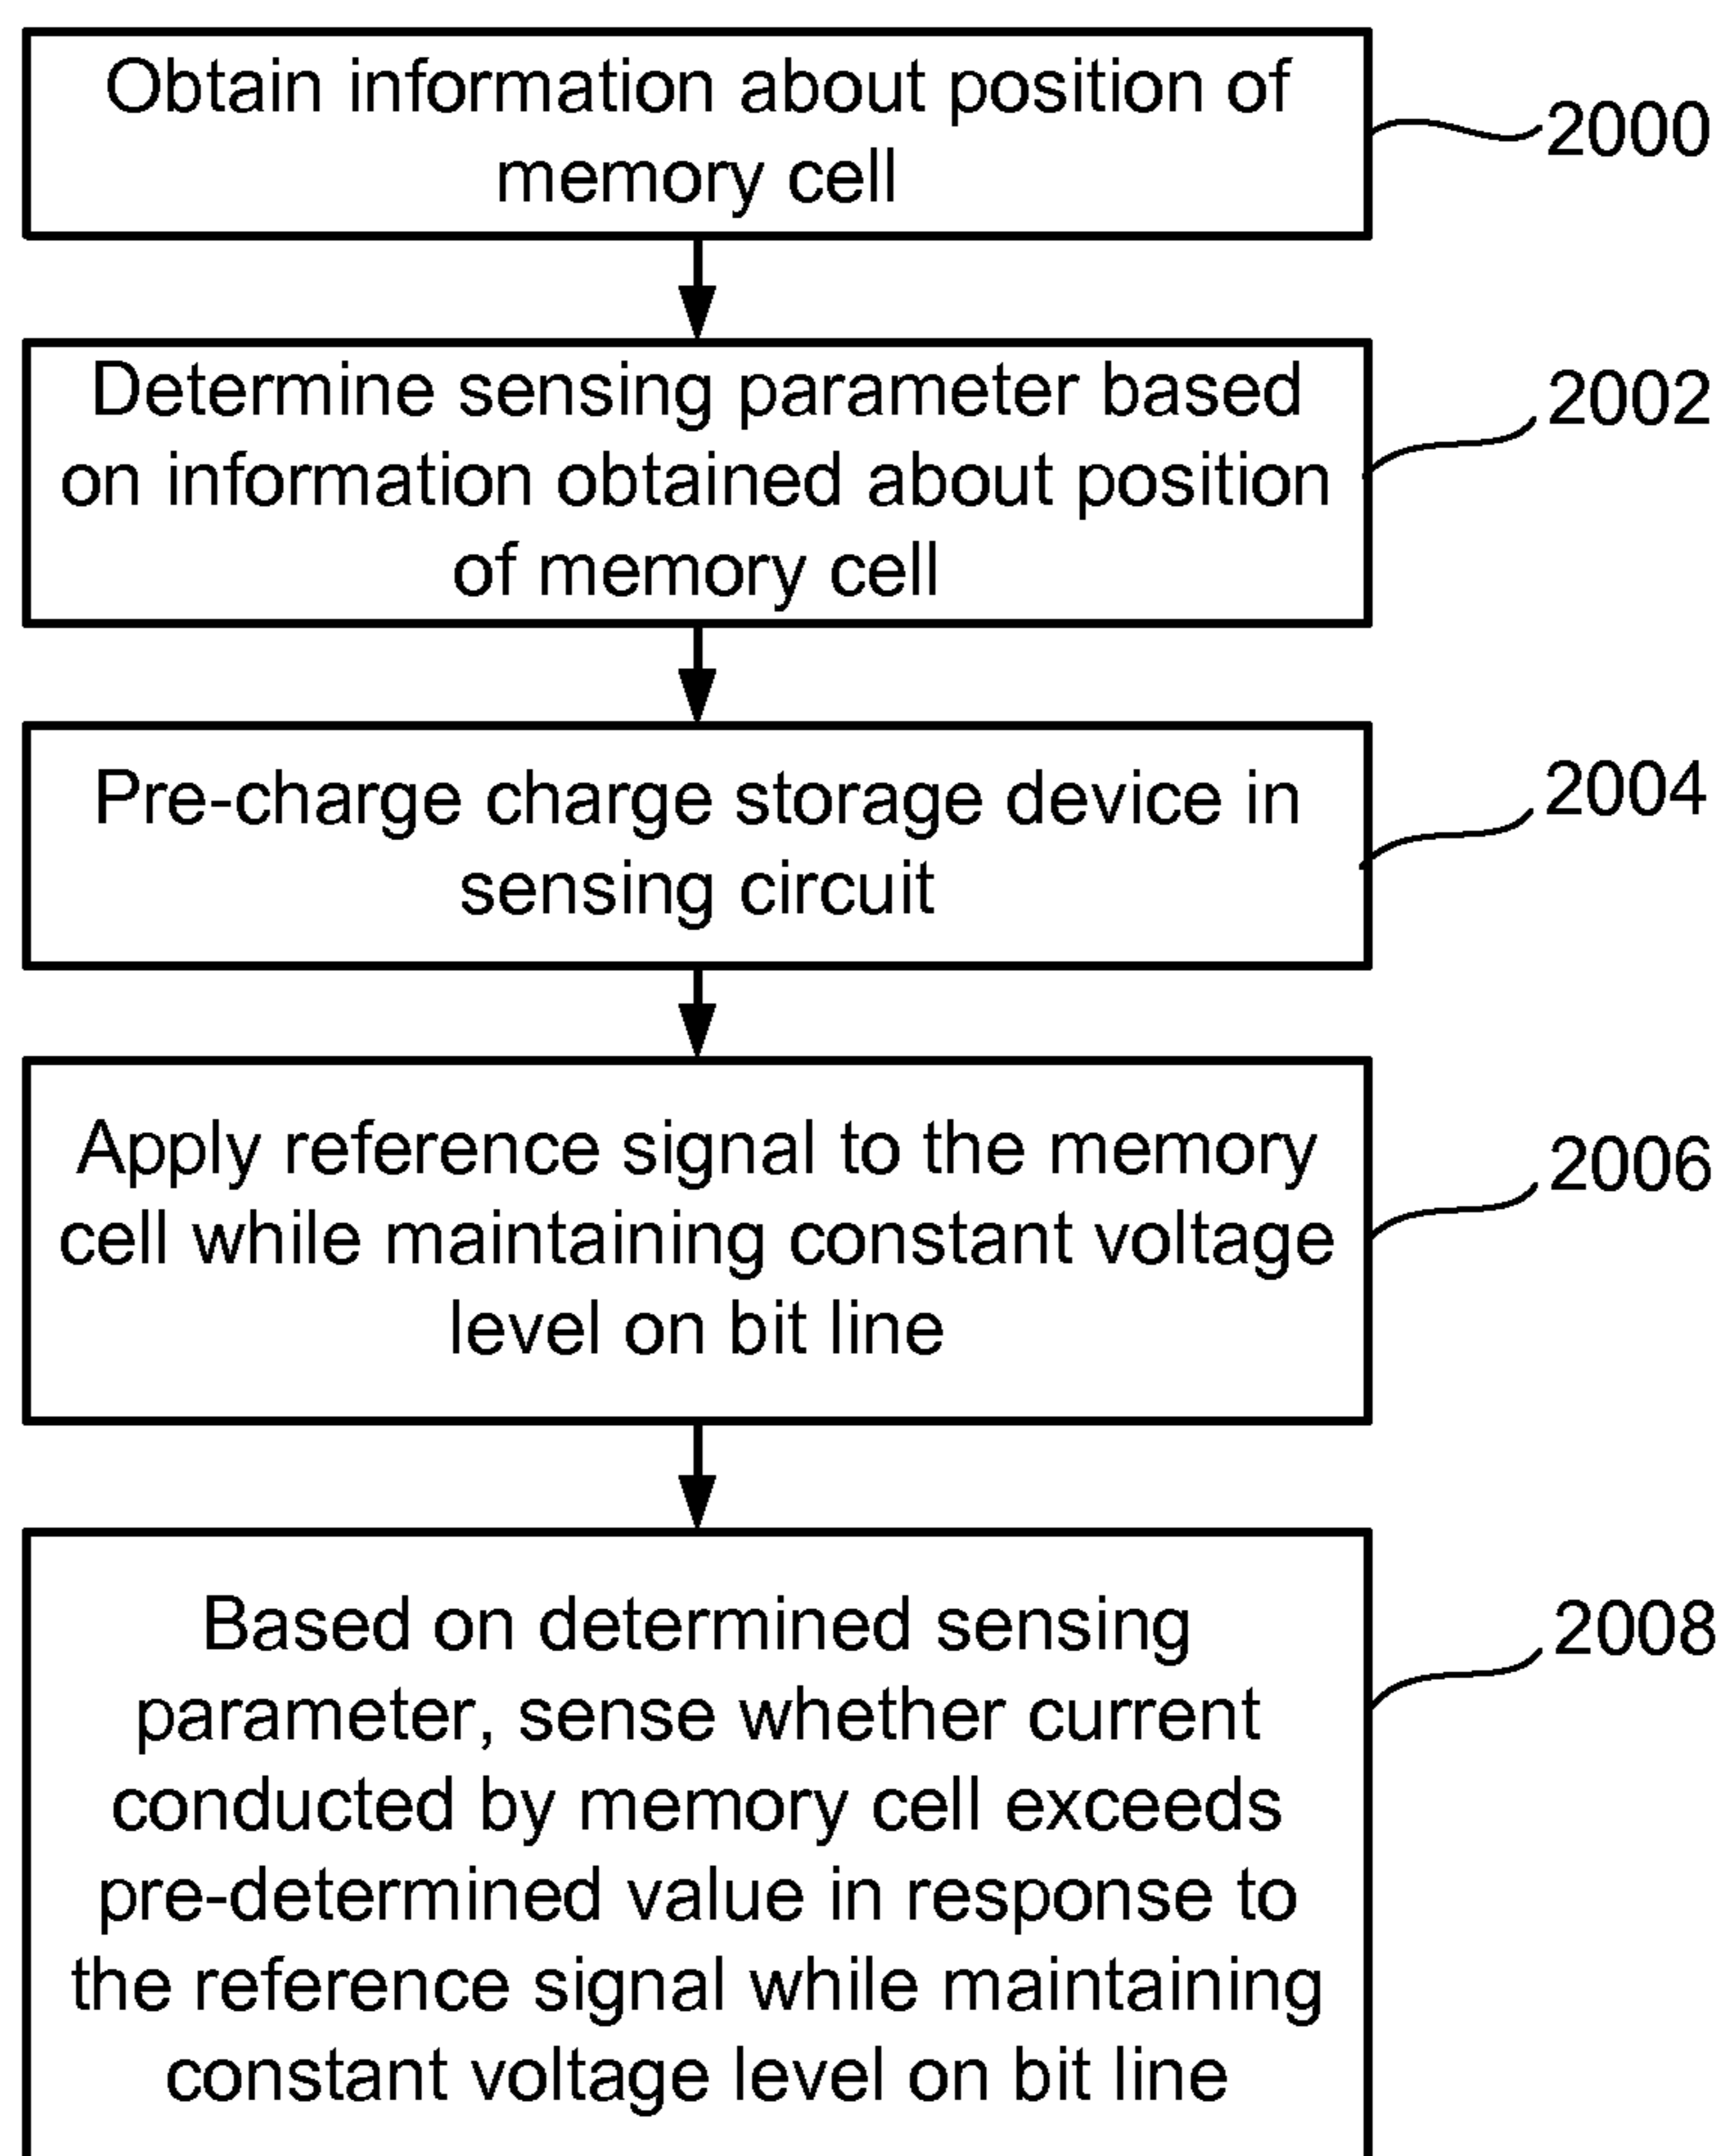 Obtain information about position of
memory cell
2000
Determine sensing parameter based
on information obtained about position
of memory cell
2002
Pre-charge charge storage device in
sensing circuit
2004
Apply reference signal to the memory
cell while maintaining constant voltage
level on bit line
2006
Based on determined sensing
parameter, sense whether current
conducted by memory cell exceeds
pre-determined value in response to
the reference signal while maintaining
constant voltage level on bit line
2008